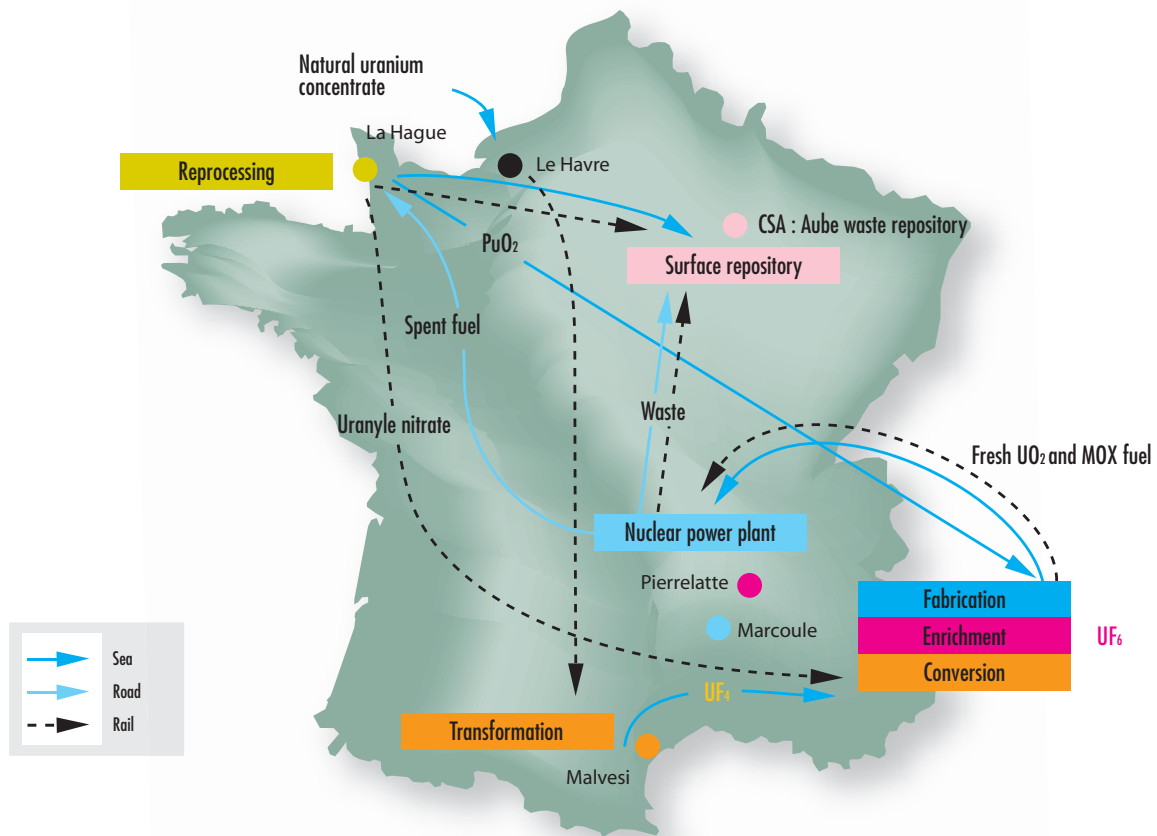 Natural uranium
concentrate
La Hague
Reprocessing
Le Havre
CSA : Aube waste repository
PuO₂
Surface repository
Spent fuel
Uranyle nitrate
Waste
Fresh UO₂ and MOX fuel
Nuclear power plant
Pierrelatte
Fabrication
Marcoule
Enrichment
UF₆
Conversion
Sea
Road
Rail
UF₄
Transformation
Malvesi